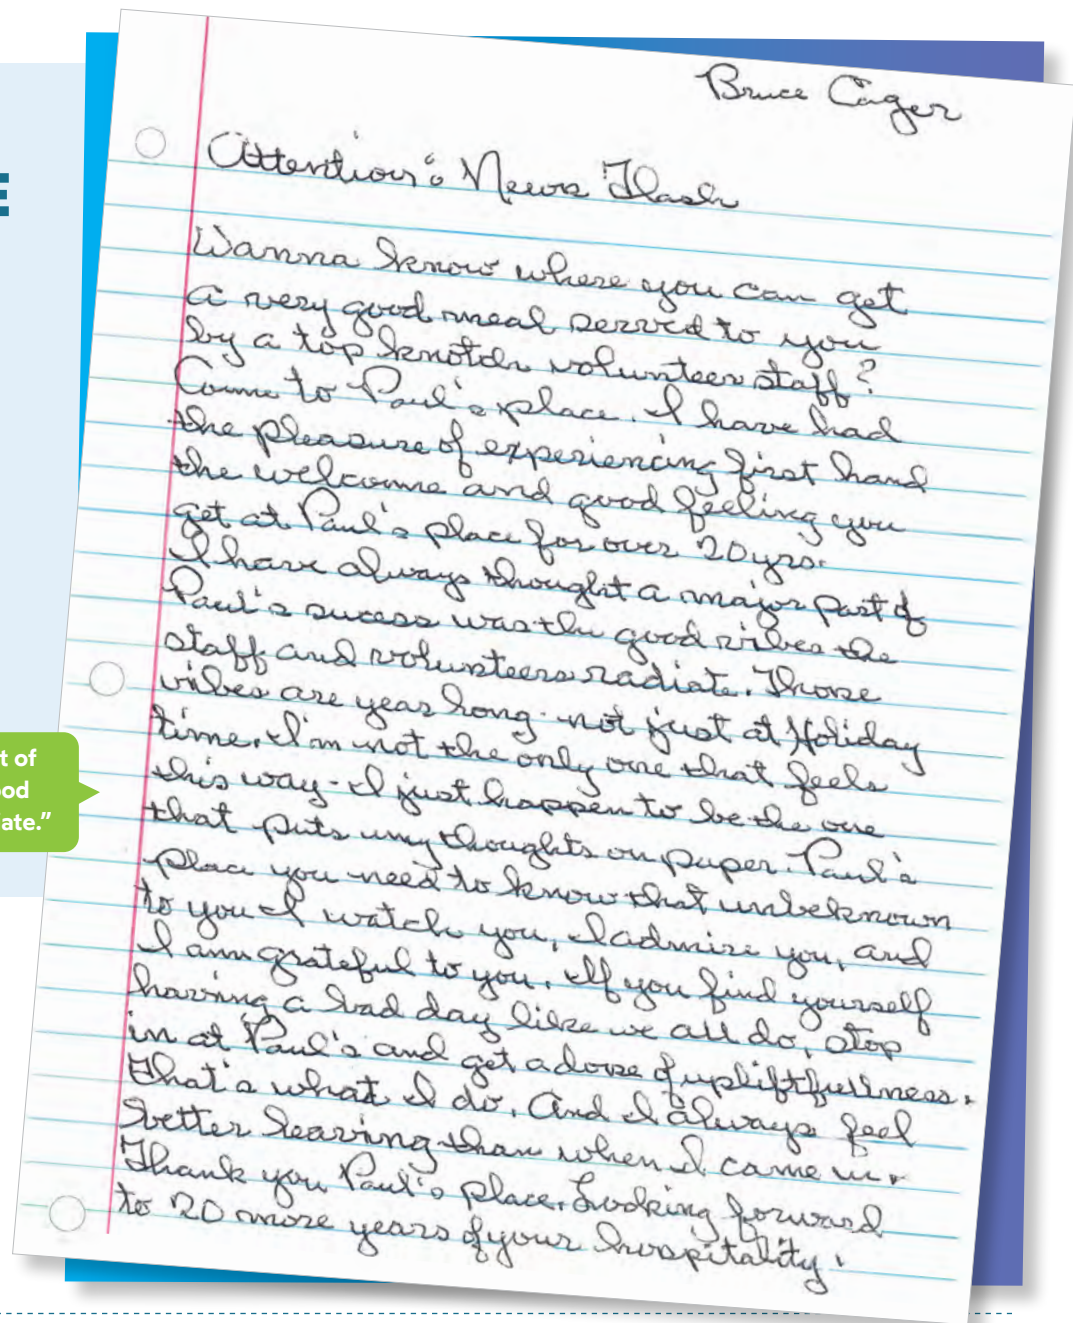 Bruce Cager
Attention: News Flash
Wanna know where you can get
a very good meal served to you
by a top knotch volunteer staff?
Come to Paul's place. I have had
the pleasure of experiencing first hand
the welcome and good feeling you
get at Paul's place for over 20 yrs.
I have always thought a major part of
Paul's sucess was the good vibes the
staff and volunteers radiate. Those
vibes are year long - not just at Holiday
time. I'm not the only one that feels
this way - I just happen to be the one
that puts my thoughts on paper. Paul's
place you need to know that unbeknown
to you I watch you, I admire you, and
I am grateful to you. If you find yourself
having a bad day like we all do, stop
in at Paul's and get a dose of upliftfullness.
That's what I do. And I always feel
better leaving than when I came in.
Thank you Paul's place. Looking forward
to 20 more years of your hospitality.
E
t of
od
ate."